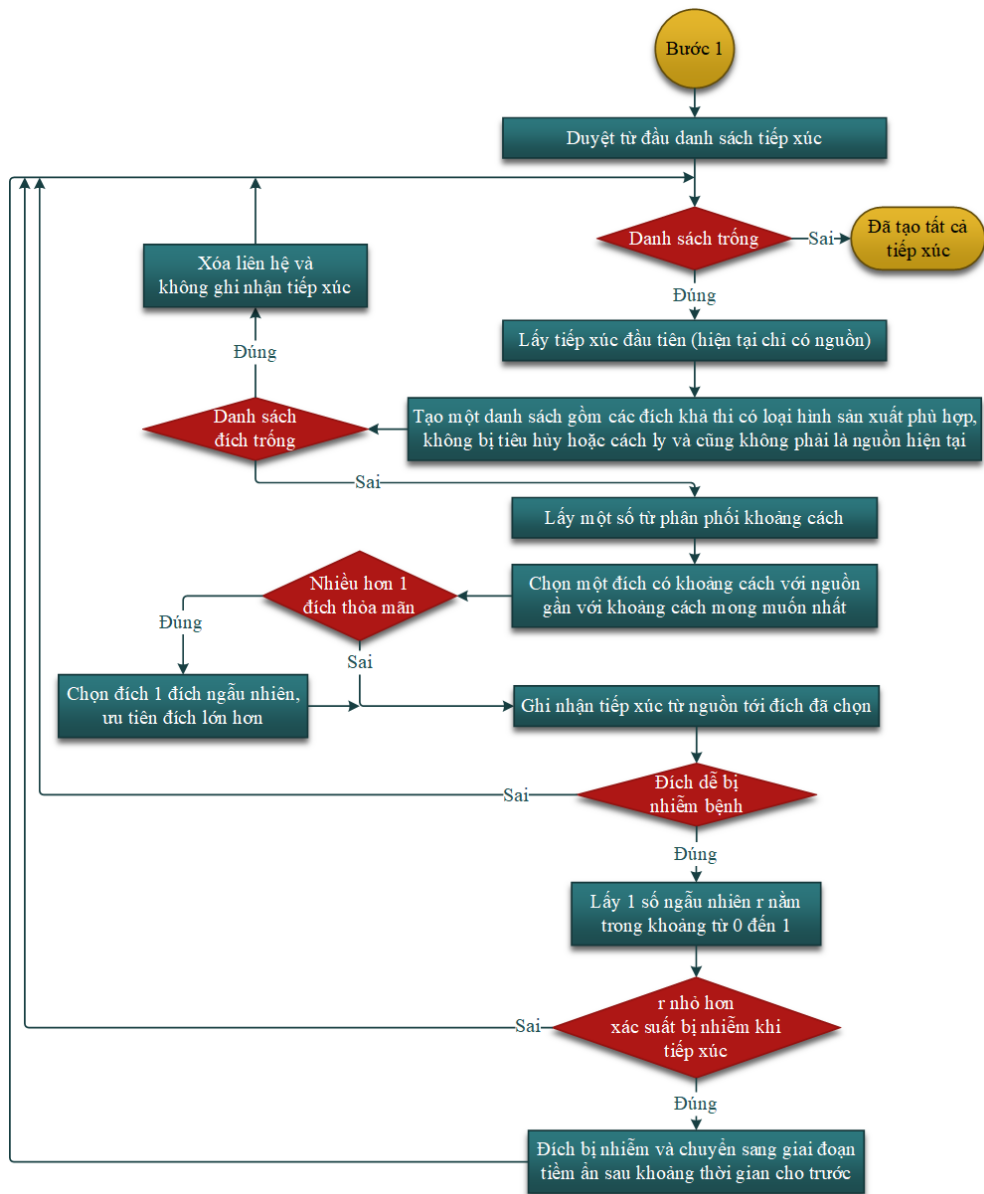 Bước 1
Duyệt từ đầu danh sách tiếp xúc
Danh sách trống
Sai
Đã tạo tất cả
tiếp xúc
Xóa liên hệ và
không ghi nhận tiếp xúc
Đúng
Lấy tiếp xúc đầu tiên (hiện tại chỉ có nguồn)
Đúng
Danh sách
đích trống
Tạo một danh sách gồm các đích khả thi có loại hình sản xuất phù hợp,
không bị tiêu hủy hoặc cách ly và cũng không phải là nguồn hiện tại
Sai
Lấy một số từ phân phối khoảng cách
Nhiều hơn 1
đích thỏa mãn
Chọn một đích có khoảng cách với nguồn
gần với khoảng cách mong muốn nhất
Đúng
Sai
Chọn đích 1 đích ngẫu nhiên,
ưu tiên đích lớn hơn
Ghi nhận tiếp xúc từ nguồn tới đích đã chọn
Đích dễ bị
nhiễm bệnh
Sai
Đúng
Lấy 1 số ngẫu nhiên r nằm
trong khoảng từ 0 đến 1
r nhỏ hơn
xác suất bị nhiễm khi
tiếp xúc
Sai
Đúng
Đích bị nhiễm và chuyển sang giai đoạn
tiềm ẩn sau khoảng thời gian cho trước